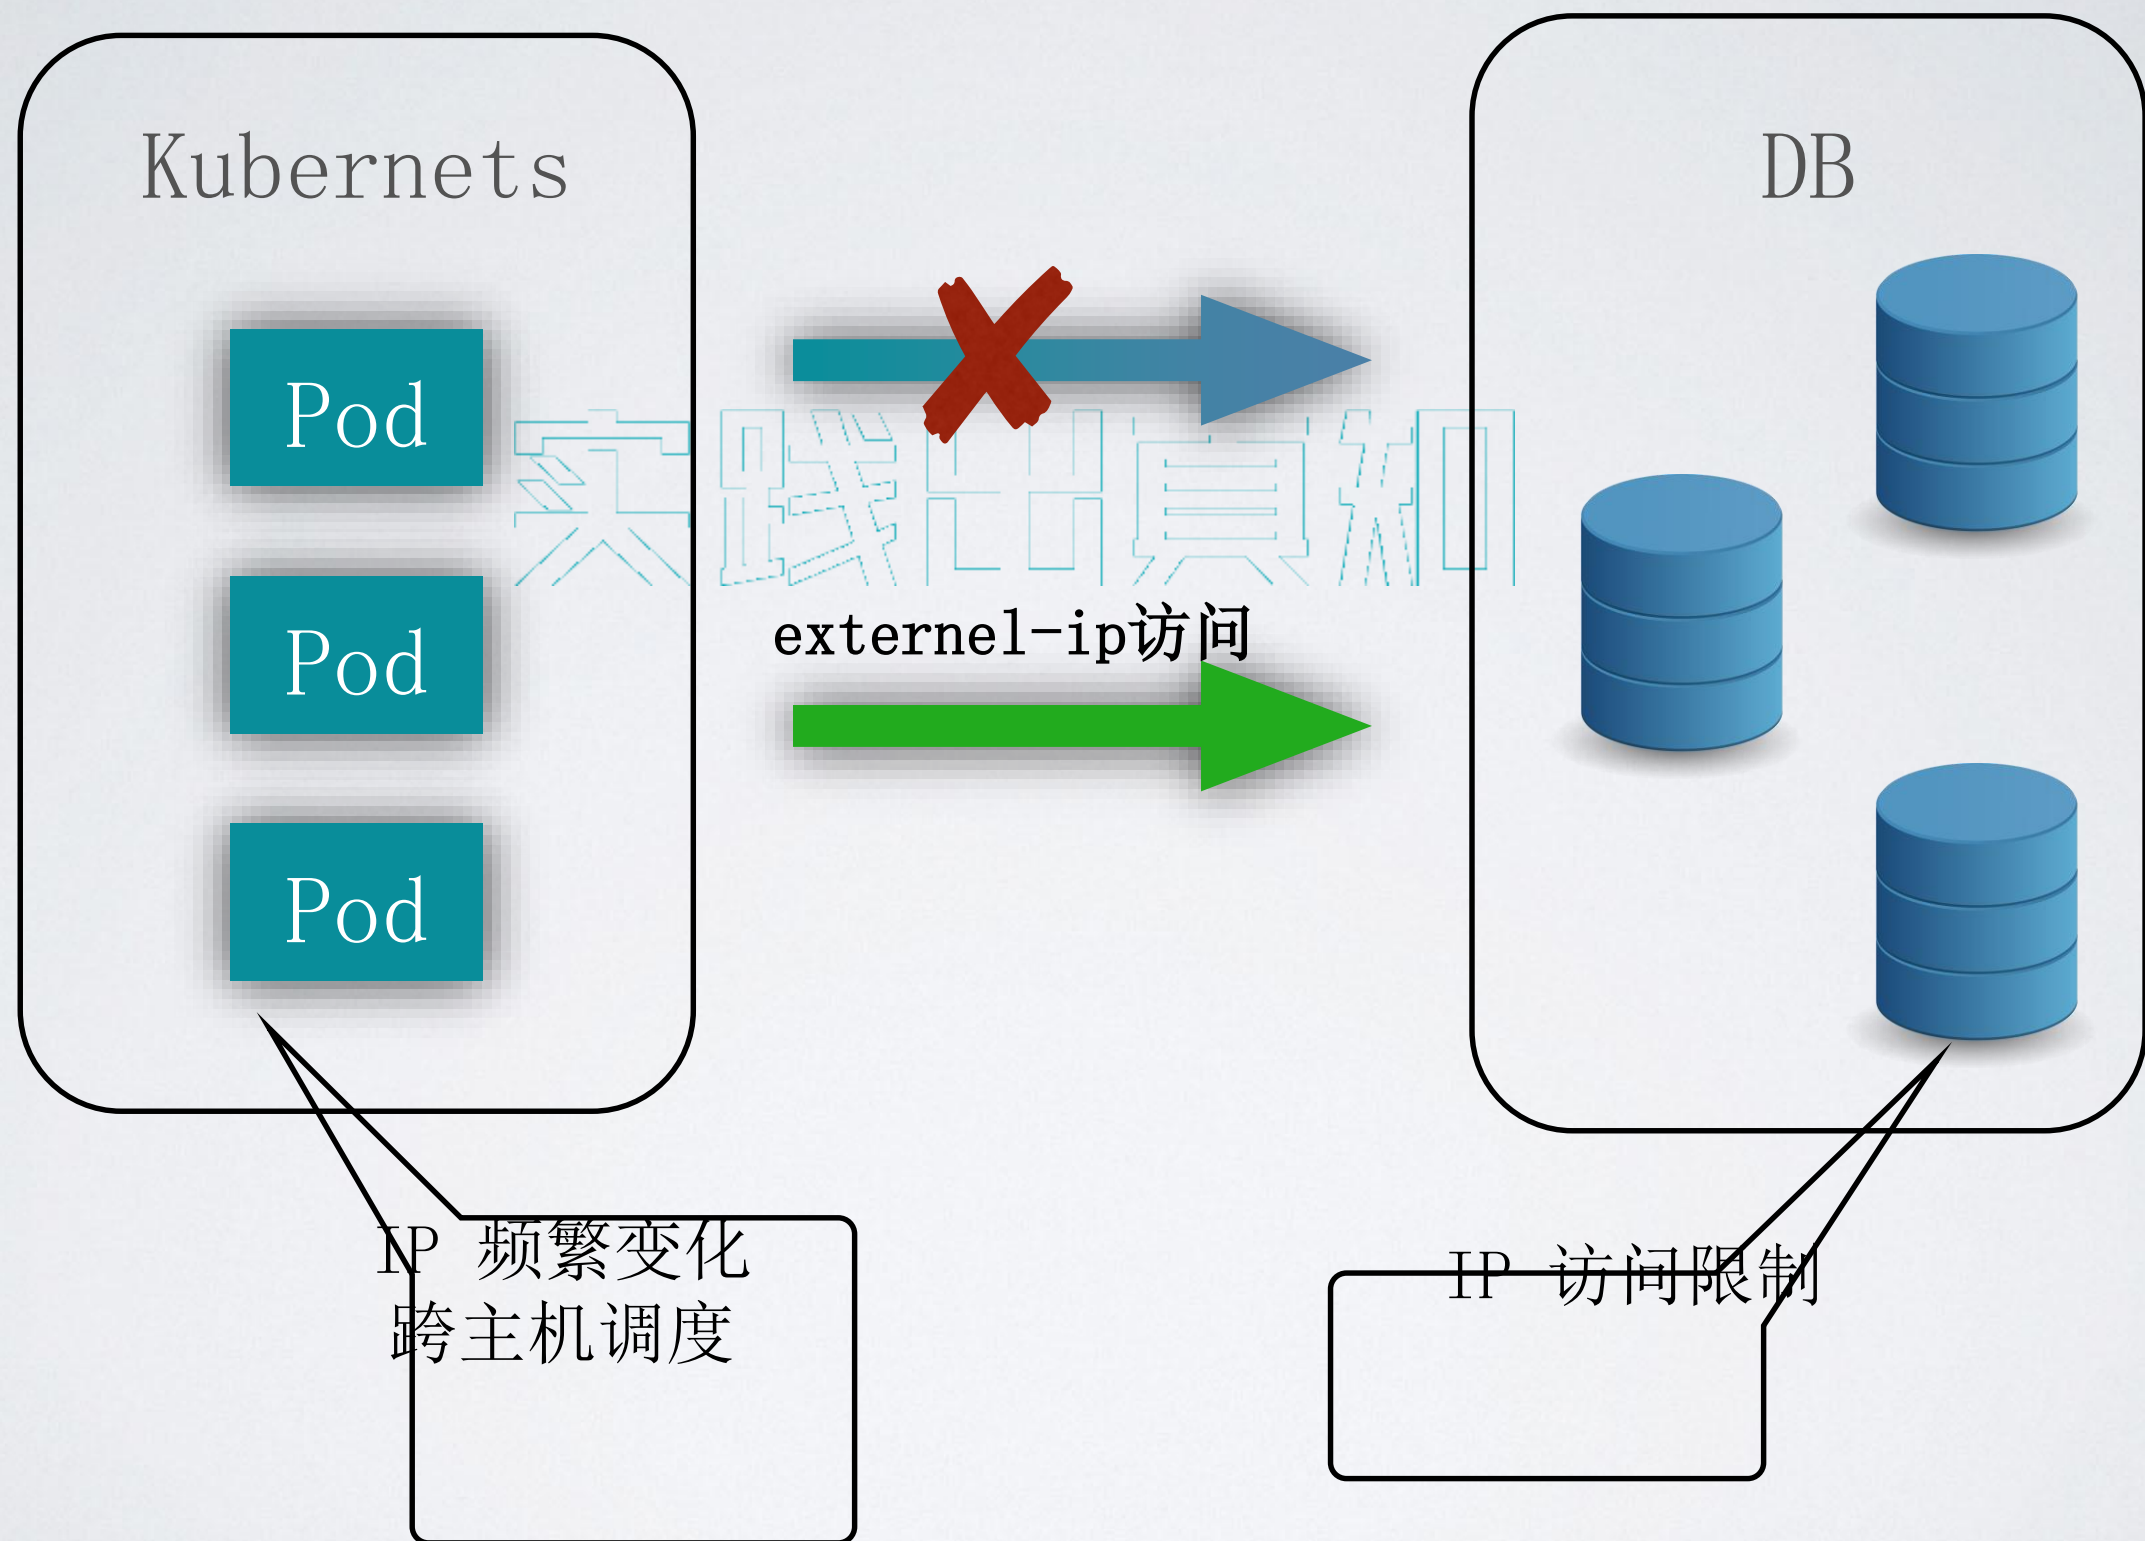 Kubernets
DB
Pod
Pod
Pod
实践出真知
externel-ip访问
IP 频繁变化
跨主机调度
IP 访问限制